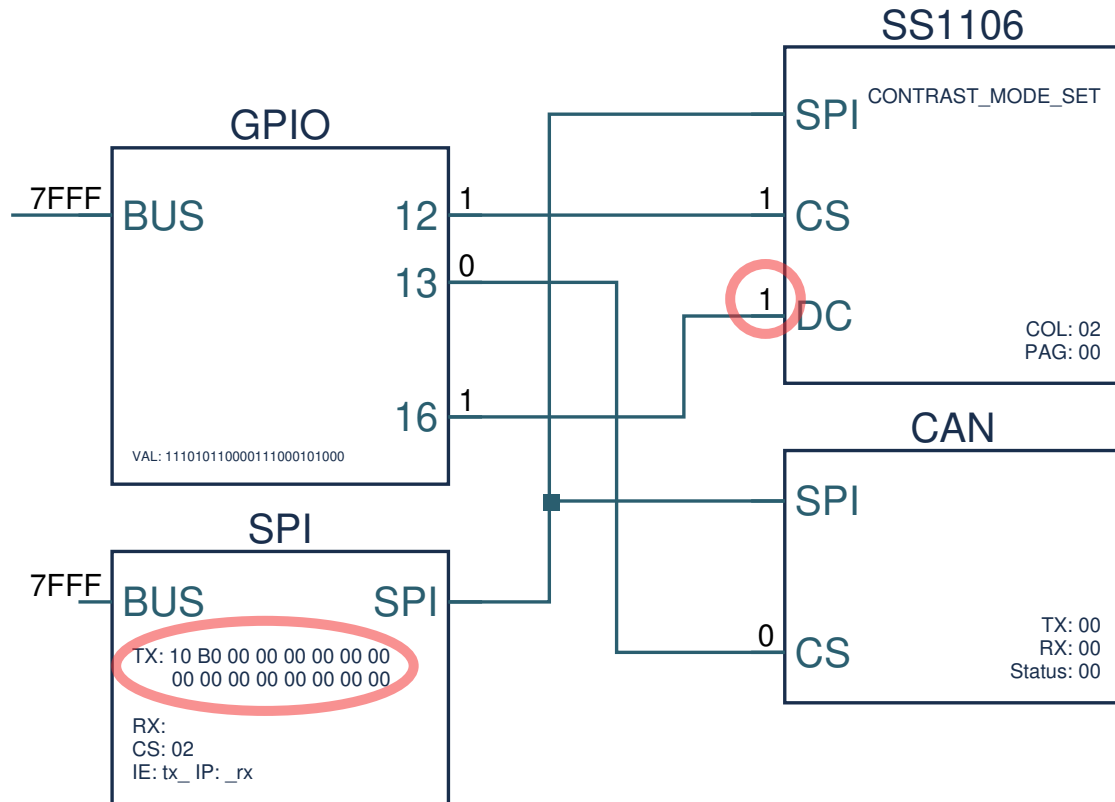 SS1106
SPI
CONTRAST_MODE_SET
1
CS
1
DC
COL: 02
PAG: 00
GPIO
7FFF
BUS
12
1
13
0
16
1
VAL: 111010110000111000101000
CAN
SPI
0
CS
TX: 00
RX: 00
Status: 00
SPI
7FFF
BUS
SPI
TX: 10 B0 00 00 00 00 00 00
00 00 00 00 00 00 00 00
RX:
CS: 02
IE: tx_ IP: _rx